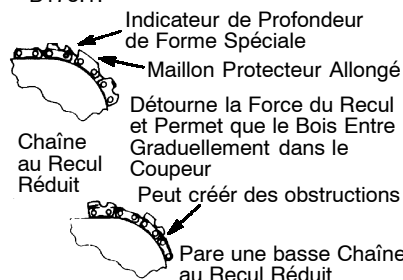 Indicateur de Profondeur
de Forme Spéciale
Maillon Protecteur Allongé
Détourne la Force du Recul
et Permet que le Bois Entre
Graduellement dans le
Coupeur
Chaîne
au Recul
Réduit
Peut créér des obstructions
Pare une basse Chaîne
au Recul Réduit